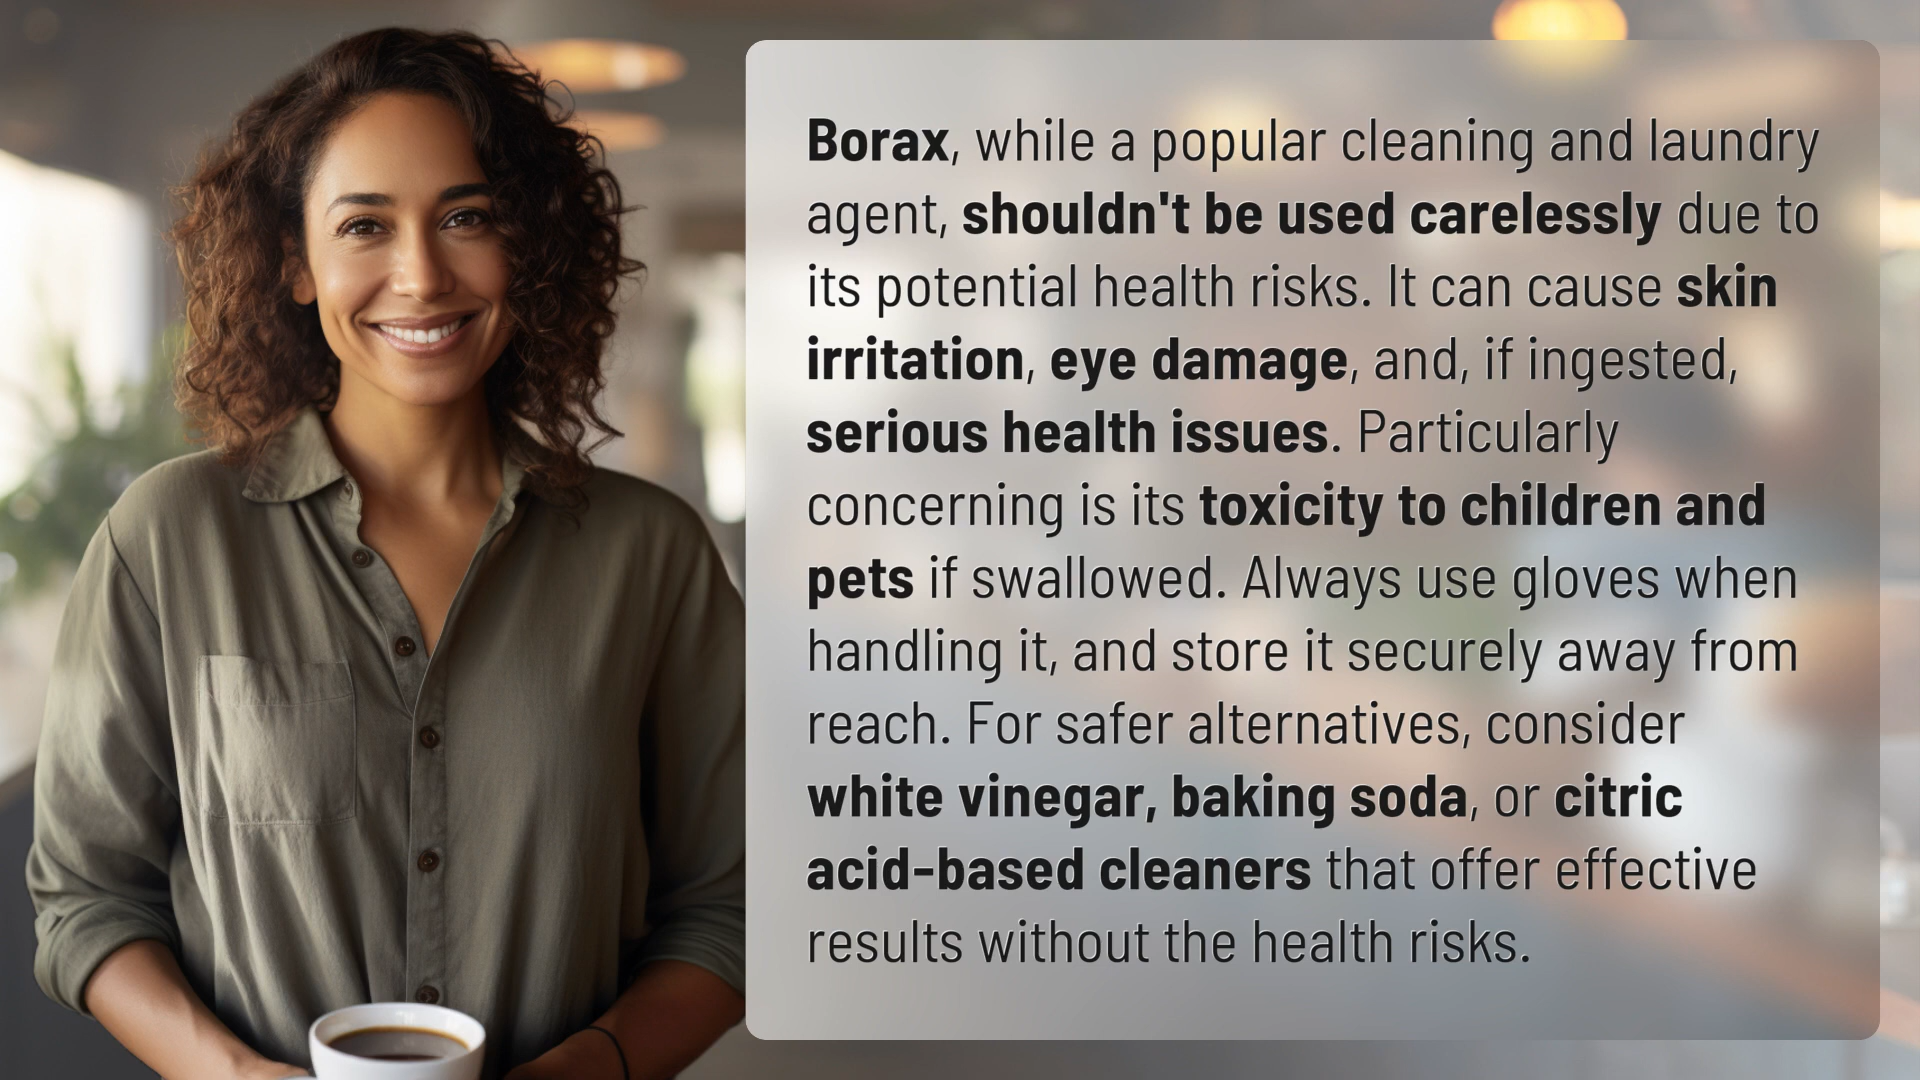 Borax, while a popular cleaning and laundry
agent, shouldn't be used carelessly due to
its potential health risks. It can cause skin
irritation, eye damage, and, if ingested,
serious health issues. Particularly
concerning is its toxicity to children and
pets if swallowed. Always use gloves when
handling it, and store it securely away from
reach. For safer alternatives, consider
white vinegar, baking soda, or citric
acid-based cleaners that offer effective
results without the health risks.